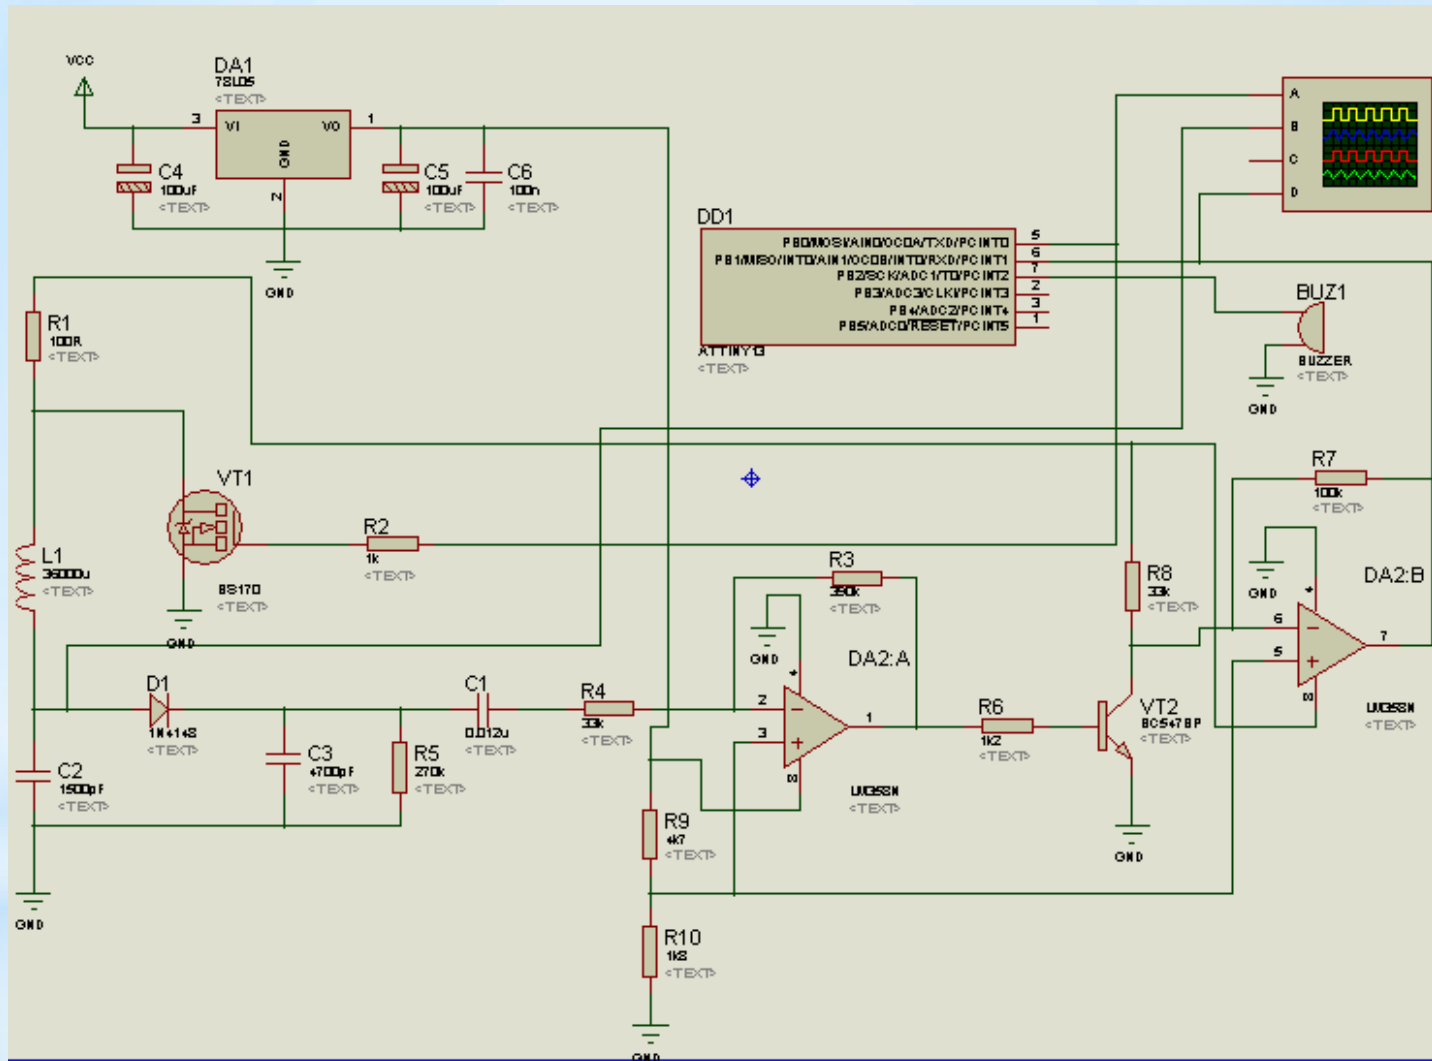 VCC
DA1
78L05
<TEXT>
3
VI
VO
1
GND
2
C4
100uF
<TEXT>
C5
100uF
<TEXT>
C6
100n
<TEXT>
GND
A
B
C
D
DD1
PB0/MOSI/AIN0/OC0A/TXD/PCINT0
5
PB1/MISO/INT0/AIN1/OC0B/INT0/RXD/PCINT1
6
PB2/SCK/ADC1/T0/PCINT2
7
PB3/ADC3/CLKI/PCINT3
2
PB4/ADC2/PCINT4
3
PB5/ADC0/RESET/PCINT5
1
ATTINY13
<TEXT>
BUZ1
BUZZER
<TEXT>
GND
R1
100R
<TEXT>
VT1
BS170
<TEXT>
GND
R2
1k
<TEXT>
L1
36000u
<TEXT>
R7
100k
<TEXT>
R3
390k
<TEXT>
R8
33k
<TEXT>
GND
DA2:B
6
5
7
4
8
LM358N
<TEXT>
GND
DA2:A
2
3
1
4
8
LM358N
<TEXT>
D1
1N4148
<TEXT>
C1
0.012u
<TEXT>
R4
33k
<TEXT>
R6
1k2
<TEXT>
VT2
BC547BP
<TEXT>
C2
1500pF
<TEXT>
C3
4700pF
<TEXT>
R5
270k
<TEXT>
R9
4k7
<TEXT>
GND
GND
R10
1k8
<TEXT>
GND